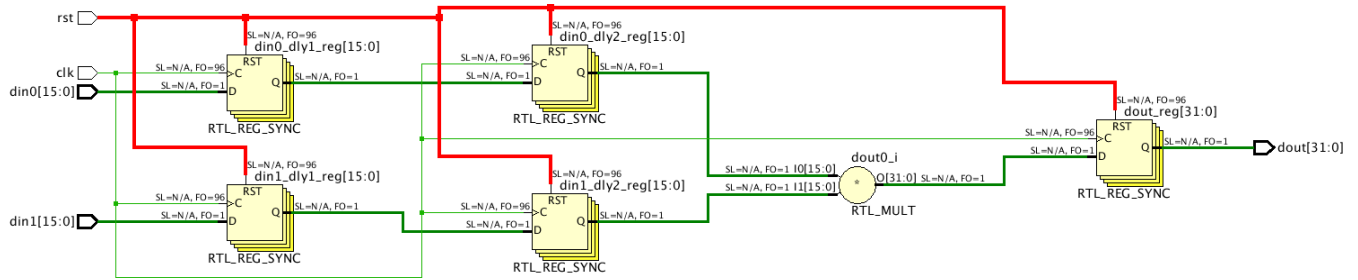 rst
clk
din0[15:0]
din1[15:0]
SL=N/A, FO=96
din0_dly1_reg[15:0]
RST
SL=N/A, FO=96
C
SL=N/A, FO=1
D
Q
SL=N/A, FO=1
RTL_REG_SYNC
SL=N/A, FO=96
din1_dly1_reg[15:0]
RST
SL=N/A, FO=96
C
SL=N/A, FO=1
D
Q
SL=N/A, FO=1
RTL_REG_SYNC
SL=N/A, FO=96
din0_dly2_reg[15:0]
RST
SL=N/A, FO=96
C
SL=N/A, FO=1
D
Q
SL=N/A, FO=1
RTL_REG_SYNC
SL=N/A, FO=96
din1_dly2_reg[15:0]
RST
SL=N/A, FO=96
C
SL=N/A, FO=1
D
Q
SL=N/A, FO=1
RTL_REG_SYNC
dout0_i
SL=N/A, FO=1 I0[15:0]
SL=N/A, FO=1 I1[15:0]
O[31:0] SL=N/A, FO=1
RTL_MULT
SL=N/A, FO=96
dout_reg[31:0]
RST
SL=N/A, FO=96
C
SL=N/A, FO=1
D
Q
SL=N/A, FO=1
RTL_REG_SYNC
dout[31:0]